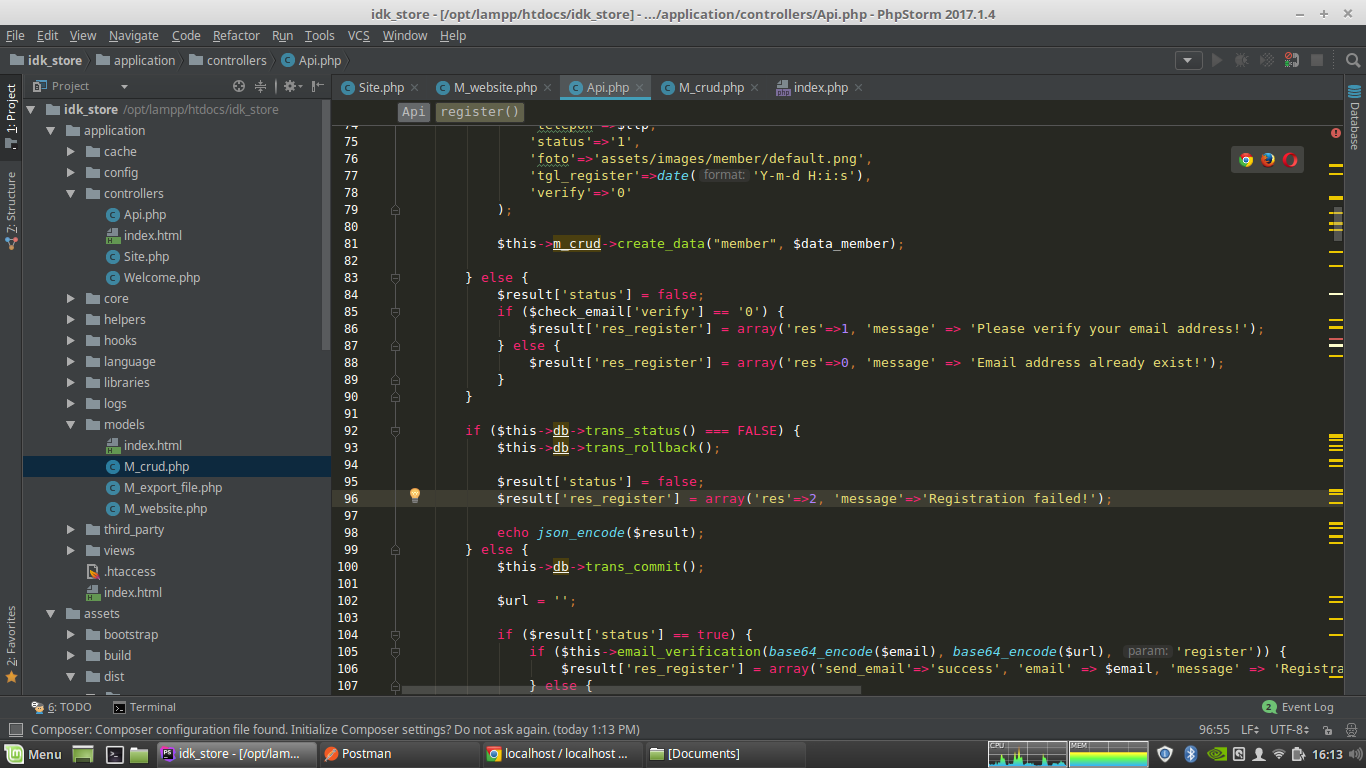 idk_store - [/opt/lampp/htdocs/idk_store] - .../application/controllers/Api.php - PhpStorm 2017.1.4
File Edit View Navigate Code Refactor Run Tools VCS Window Help
idk_store application controllers Api.php
1: Project
Z: Structure
2: Favorites
Project
idk_store /opt/lampp/htdocs/idk_store
application
cache
config
controllers
Api.php
index.html
Site.php
Welcome.php
core
helpers
hooks
language
libraries
logs
models
index.html
M_crud.php
M_export_file.php
M_website.php
third_party
views
.htaccess
index.html
assets
bootstrap
build
dist
Site.php M_website.php Api.php M_crud.php index.php
Api register()
74 'telepon'=>$tlp,
75 'status'=>'1',
76 'foto'=>'assets/images/member/default.png',
77 'tgl_register'=>date( format: 'Y-m-d H:i:s'),
78 'verify'=>'0'
79 );
80
81 $this->m_crud->create_data("member", $data_member);
82
83 } else {
84 $result['status'] = false;
85 if ($check_email['verify'] == '0') {
86 $result['res_register'] = array('res'=>1, 'message' => 'Please verify your email address!');
87 } else {
88 $result['res_register'] = array('res'=>0, 'message' => 'Email address already exist!');
89 }
90 }
91
92 if ($this->db->trans_status() === FALSE) {
93 $this->db->trans_rollback();
94
95 $result['status'] = false;
96 $result['res_register'] = array('res'=>2, 'message'=>'Registration failed!');
97
98 echo json_encode($result);
99 } else {
100 $this->db->trans_commit();
101
102 $url = '';
103
104 if ($result['status'] == true) {
105 if ($this->email_verification(base64_encode($email), base64_encode($url), param: 'register')) {
106 $result['res_register'] = array('send_email'=>'success', 'email' => $email, 'message' => 'Registra
107 } else {
Database
6: TODO Terminal Event Log
Composer: Composer configuration file found. Initialize Composer settings? Do not ask again. (today 1:13 PM) 96:55 LF UTF-8
Menu idk_store - [/opt/lam... Postman localhost / localhost ... [Documents] CPU MEM 16:13